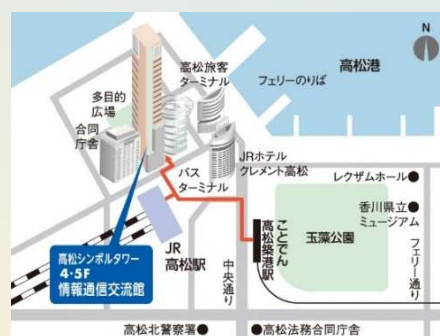 N
高松旅客
ターミナル
フェリーのりば
高松港
多目的
広場
合同
庁舎
バス
ターミナル
JRホテル
クレメント高松
レクザムホール
香川県立
ミュージアム
玉藻公園
ことでん
高松築港駅
高松シンボルタワー
4・5F
情報通信交流館
JR
高松駅
中央通り
フェリー通り
高松北警察署
高松法務合同庁舎